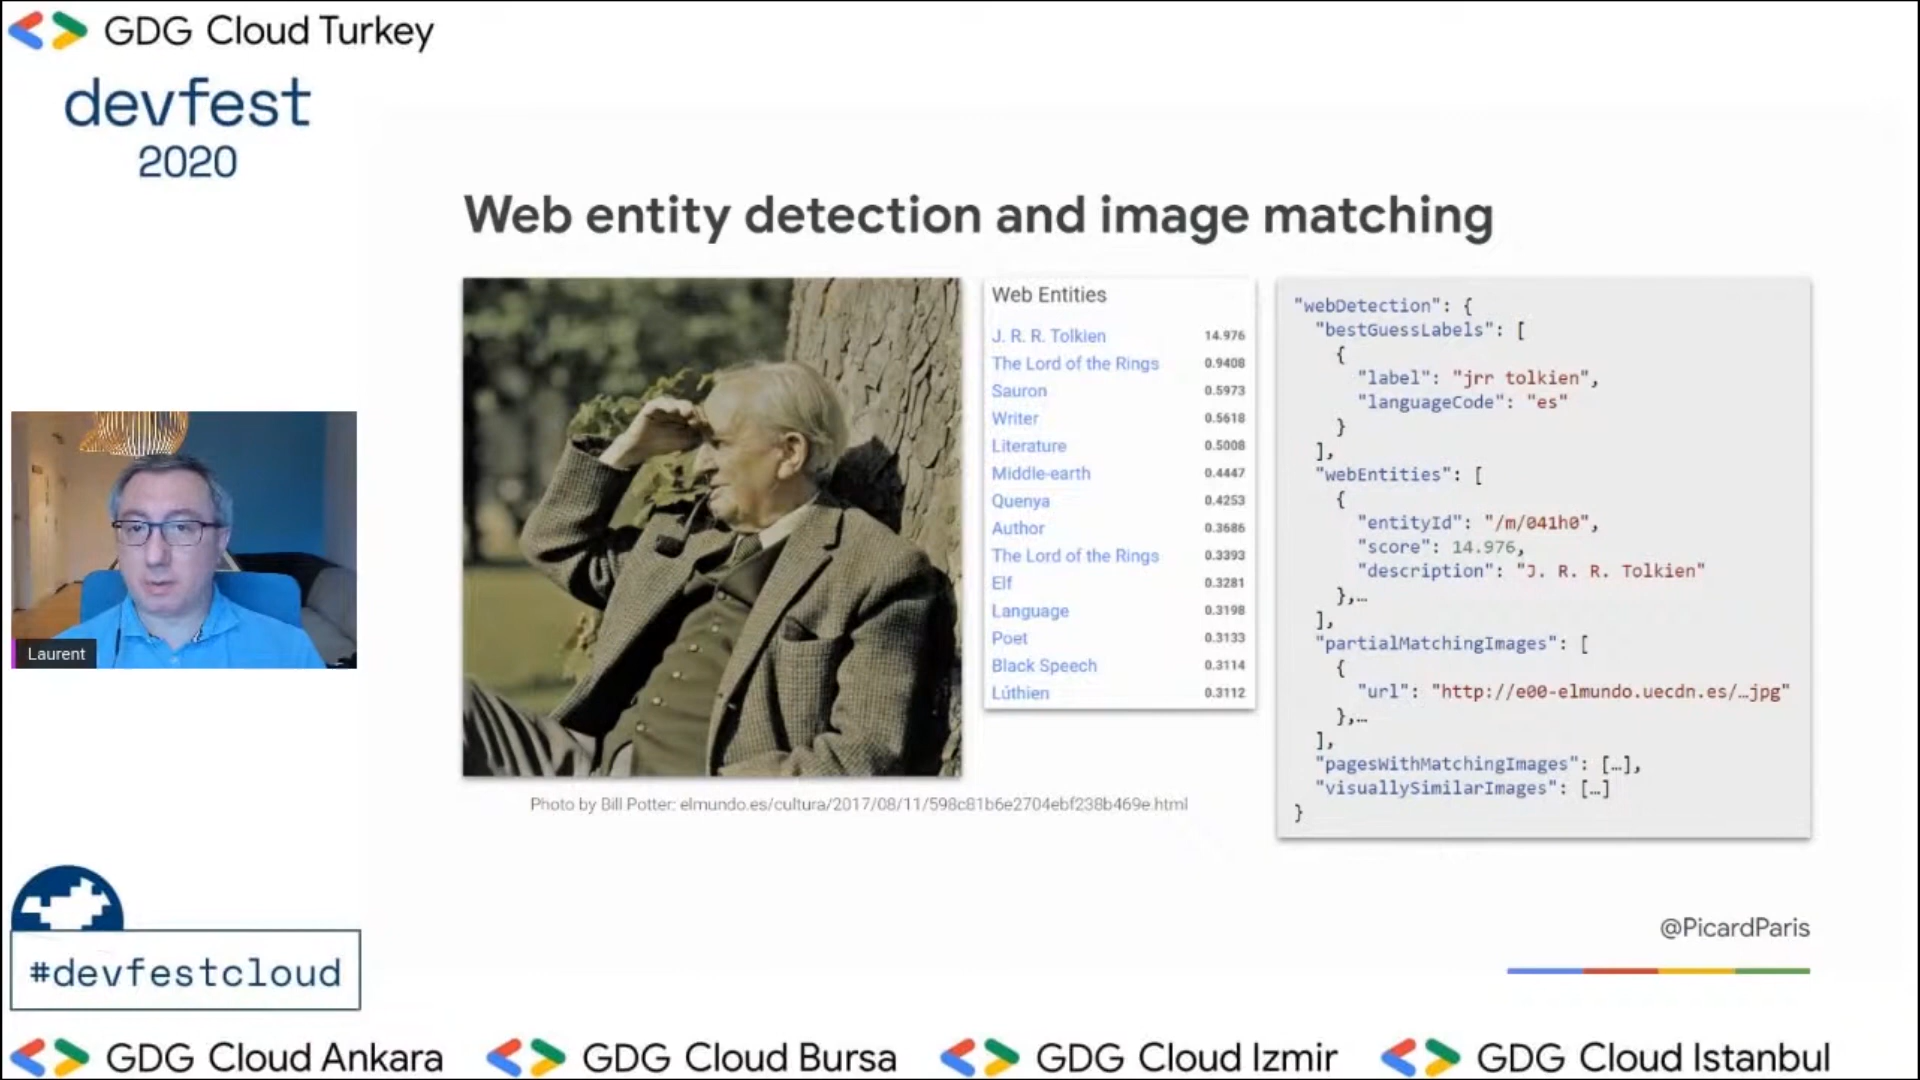 GDG Cloud Turkey
devfest
2020
Web entity detection and image matching
Web Entities
J. R. R. Tolkien 14.976
The Lord of the Rings 0.9408
Sauron 0.5973
Writer 0.5618
Literature 0.5008
Middle-earth 0.4447
Quenya 0.4253
Author 0.3686
The Lord of the Rings 0.3393
Elf 0.3281
Language 0.3198
Poet 0.3133
Black Speech 0.3114
Lúthien 0.3112
"webDetection": {
"bestGuessLabels": [
{
"label": "jrr tolkien",
"languageCode": "es"
}
],
"webEntities": [
{
"entityId": "/m/041h0",
"score": 14.976,
"description": "J. R. R. Tolkien"
},…
],
"partialMatchingImages": [
{
"url": "http://e00-elmundo.uecdn.es/…jpg"
},…
],
"pagesWithMatchingImages": […],
"visuallySimilarImages": […]
}
Laurent
Photo by Bill Potter: elmundo.es/cultura/2017/08/11/598c81b6e2704ebf238b469e.html
@PicardParis
#devfestcloud
GDG Cloud Ankara
GDG Cloud Bursa
GDG Cloud Izmir
GDG Cloud Istanbul